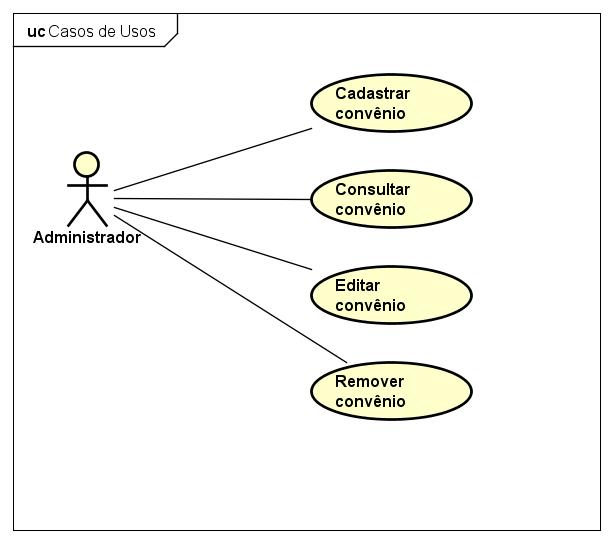 uc Casos de Usos
Cadastrar
convênio
Consultar
convênio
Administrador
Editar
convênio
Remover
convênio